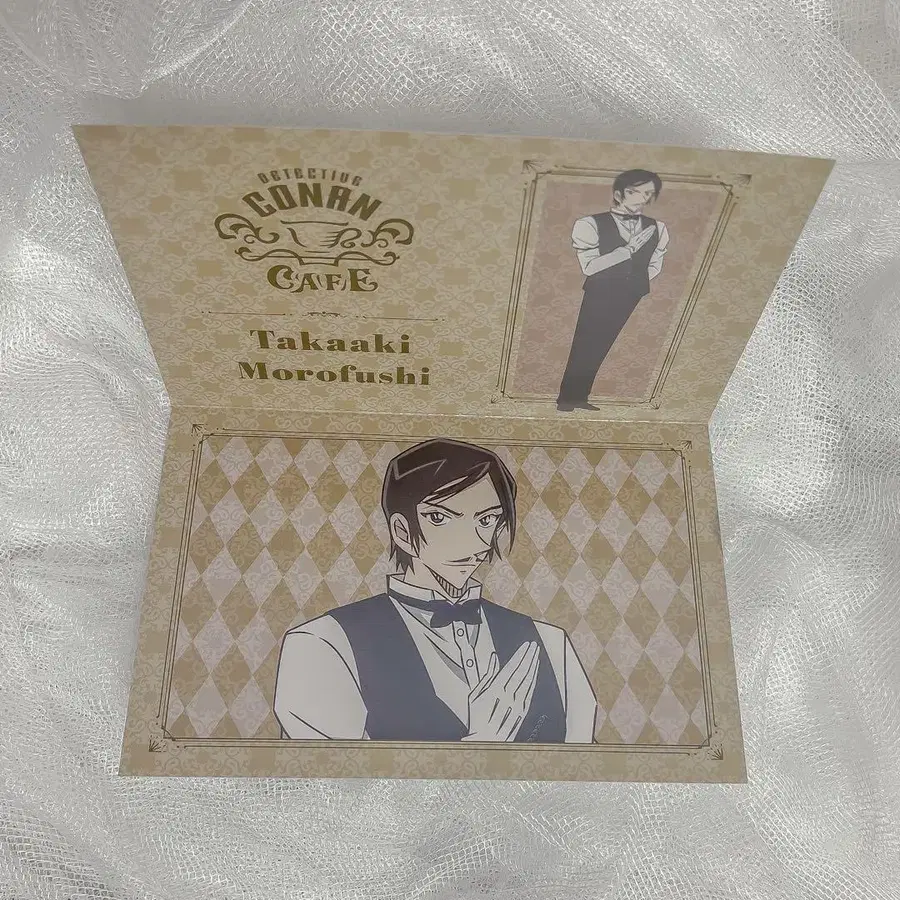 DETECTIVE
CONAN
CAFE
Takaaki
Morofushi